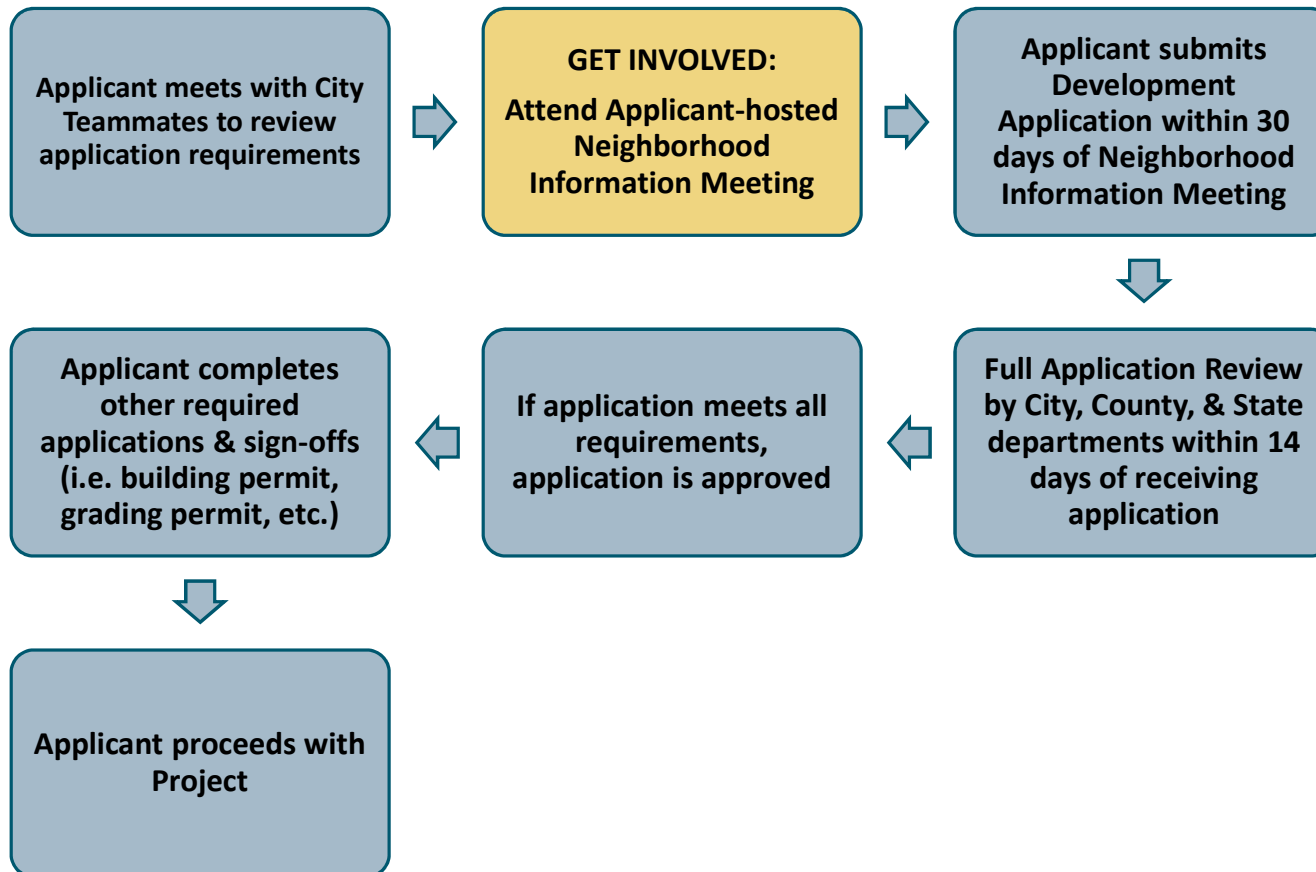 Applicant meets with City
Teammates to review
application requirements
GET INVOLVED:
Attend Applicant-hosted
Neighborhood
Information Meeting
Applicant submits
Development
Application within 30
days of Neighborhood
Information Meeting
Full Application Review
by City, County, & State
departments within 14
days of receiving
application
If application meets all
requirements,
application is approved
Applicant completes
other required
applications & sign-offs
(i.e. building permit,
grading permit, etc.)
Applicant proceeds with
Project